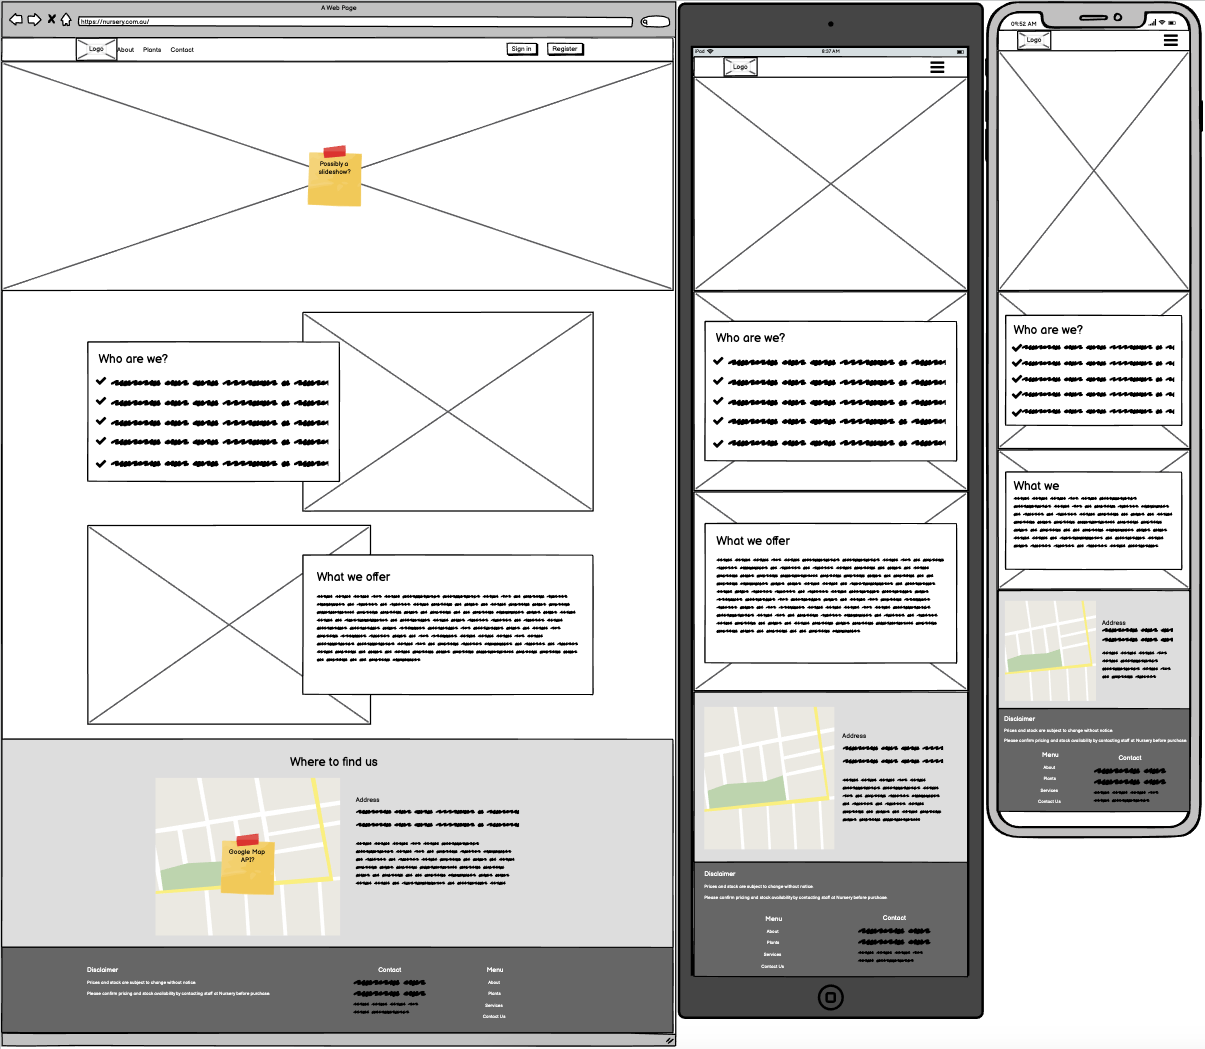 A Web Page
https://nursery.com.au/
Logo
About
Plants
Contact
Sign in
Register
Possibly a
slideshow?
Who are we?
What we offer
Where to find us
Address
Google Map
API?
Disclaimer
Prices and stock are subject to change without notice.
Please confirm pricing and stock availability by contacting staff at Nursery before purchase.
Contact
Menu
About
Plants
Services
Contact Us
iPad
8:37 AM
Logo
Who are we?
What we offer
Address
Disclaimer
Prices and stock are subject to change without notice.
Please confirm pricing and stock availability by contacting staff at Nursery before purchase.
Menu
About
Plants
Services
Contact Us
Contact
09:52 AM
Logo
Who are we?
What we
Address
Disclaimer
Prices and stock are subject to change without notice.
Please confirm pricing and stock availability by contacting staff at Nursery before purchase.
Menu
About
Plants
Services
Contact Us
Contact